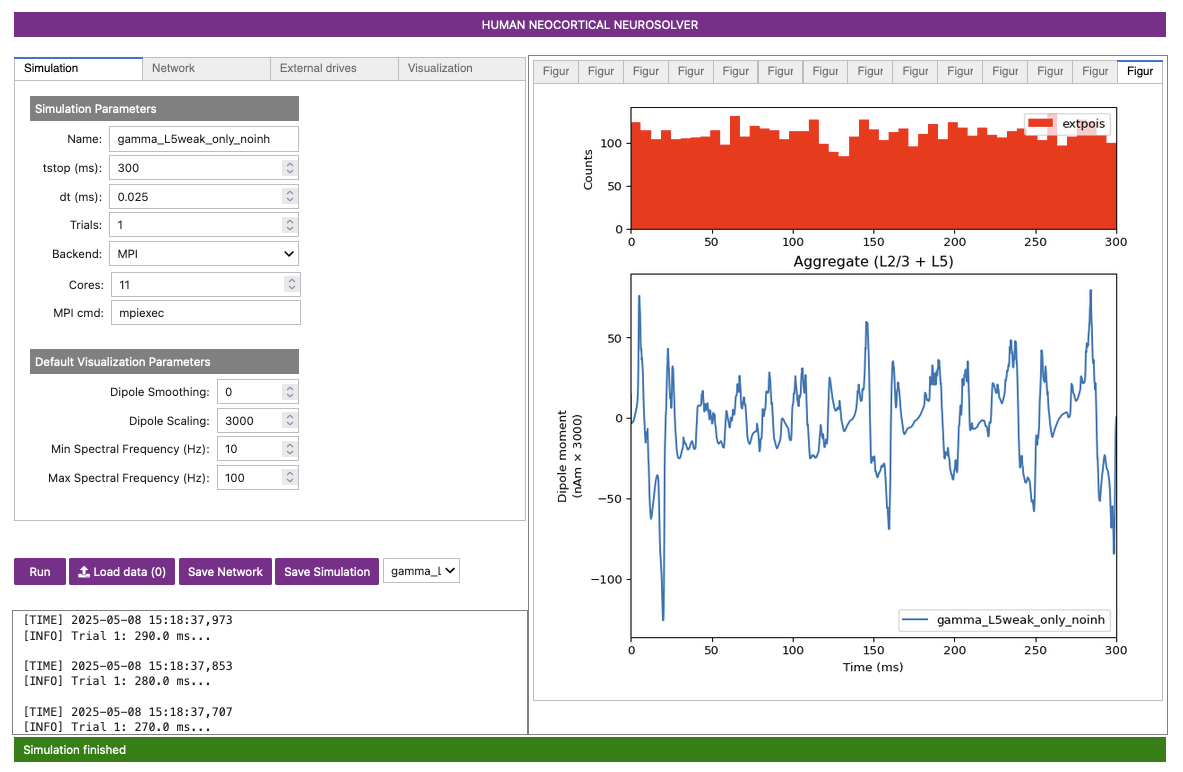 HUMAN NEOCORTICAL NEUROSOLVER
Simulation
Network
External drives
Visualization
Simulation Parameters
Name: gamma_L5weak_only_noinh
tstop (ms): 300
dt (ms): 0.025
Trials: 1
Backend: MPI
Cores: 11
MPI cmd: mpiexec
Default Visualization Parameters
Dipole Smoothing: 0
Dipole Scaling: 3000
Min Spectral Frequency (Hz): 10
Max Spectral Frequency (Hz): 100
Run
Load data (0)
Save Network
Save Simulation
gamma_L
[TIME] 2025-05-08 15:18:37,973
[INFO] Trial 1: 290.0 ms...
[TIME] 2025-05-08 15:18:37,853
[INFO] Trial 1: 280.0 ms...
[TIME] 2025-05-08 15:18:37,707
[INFO] Trial 1: 270.0 ms...
Figur Figur Figur Figur Figur Figur Figur Figur Figur Figur Figur Figur Figur Figur
extpois
Counts
100
50
0
0 50 100 150 200 250 300
Aggregate (L2/3 + L5)
Dipole moment
(nAm × 3000)
50
0
−50
−100
gamma_L5weak_only_noinh
0 50 100 150 200 250 300
Time (ms)
Simulation finished